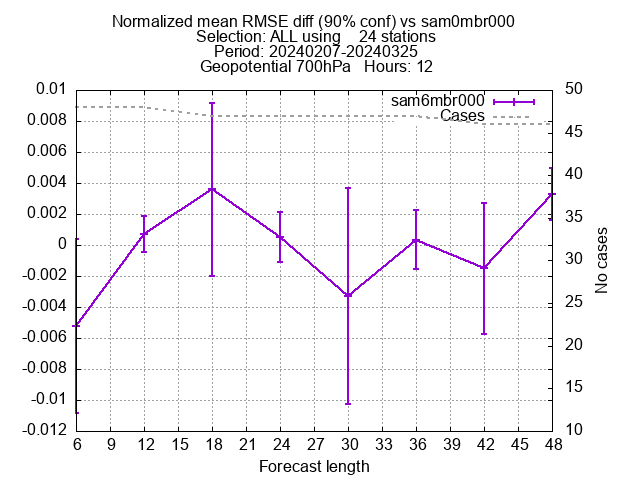 Normalized mean RMSE diff (90% conf) vs sam0mbr000
Selection: ALL using    24 stations
Period: 20240207-20240325
Geopotential 700hPa   Hours: 12
sam6mbr000
Cases
0.01
0.008
0.006
0.004
0.002
0
-0.002
-0.004
-0.006
-0.008
-0.01
-0.012
50
45
40
35
30
25
20
15
10
No cases
6 9 12 15 18 21 24 27 30 33 36 39 42 45 48
Forecast length